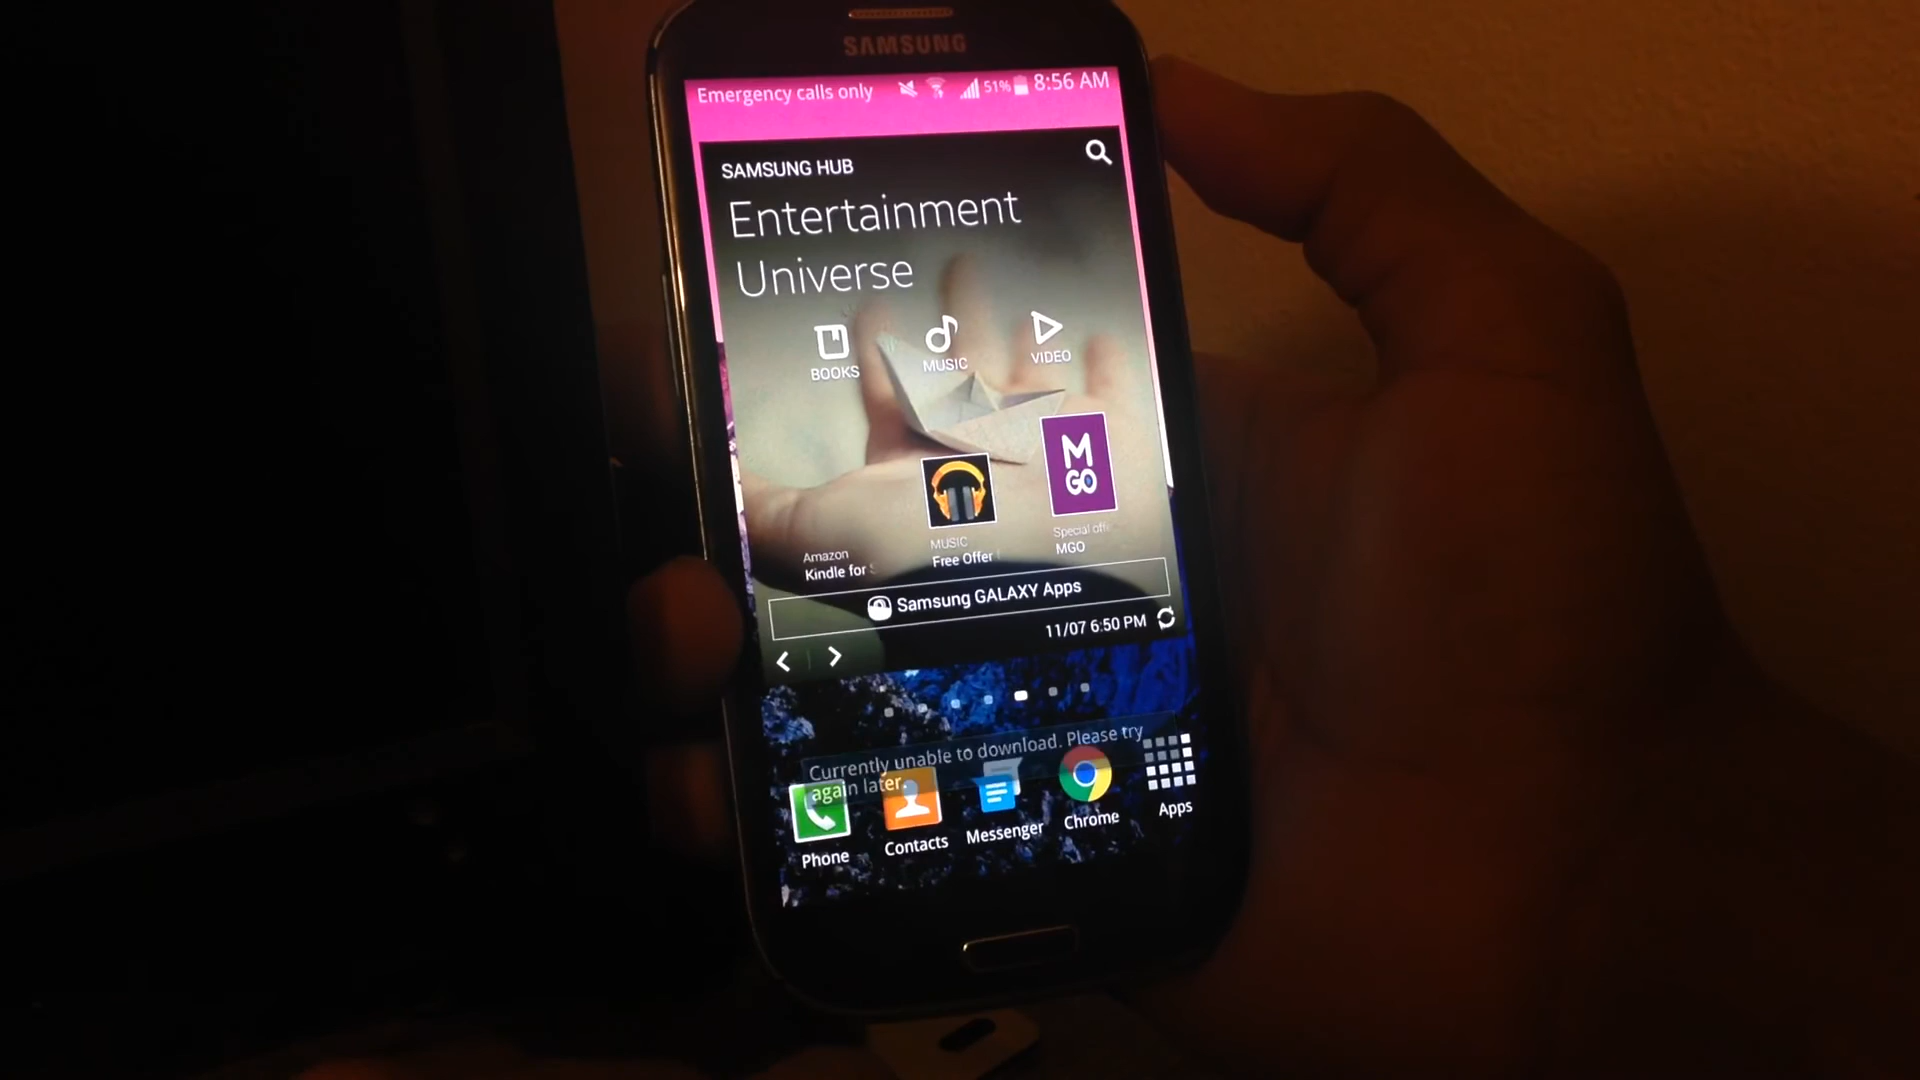 SAMSUNG
Emergency calls only 51% 8:56 AM
SAMSUNG HUB
Entertainment
Universe
BOOKS MUSIC VIDEO
M
GO
Amazon
Kindle for
MUSIC
Free Offer
Special off
MGO
Samsung GALAXY Apps
11/07 6:50 PM
Currently unable to download. Please try
again later.
Phone Contacts Messenger Chrome Apps